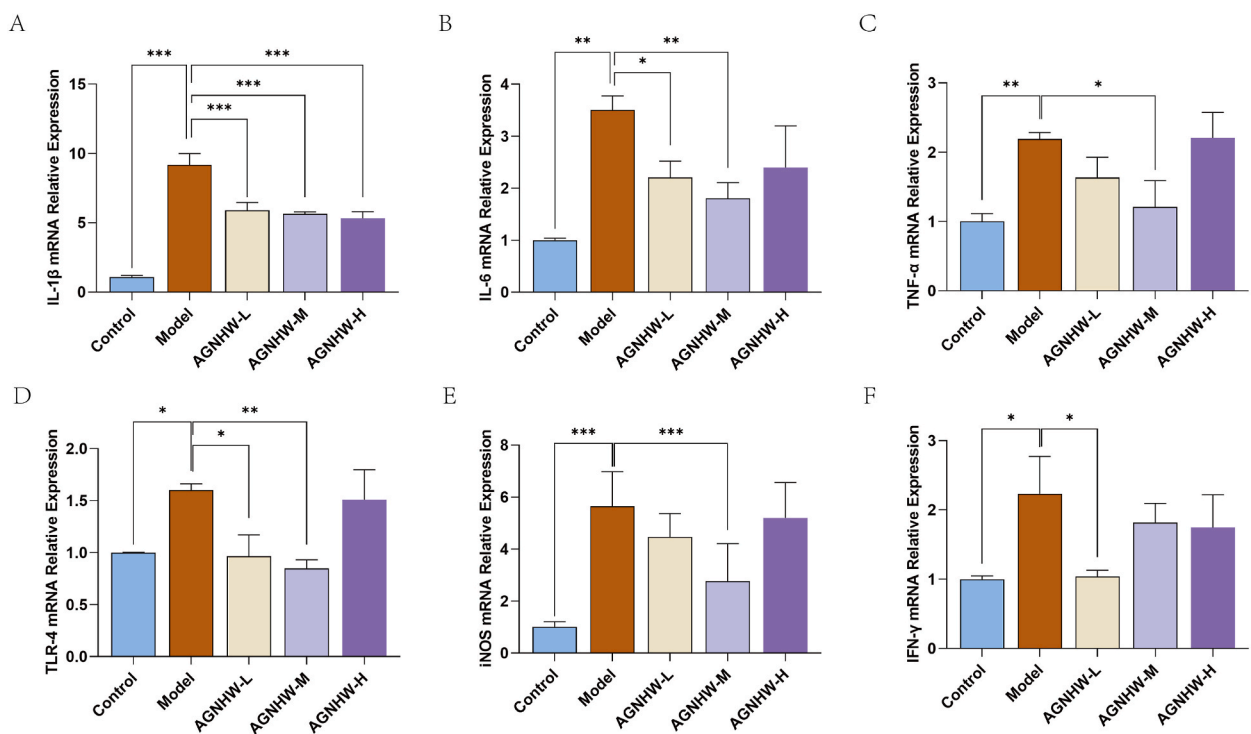 A
IL-1β mRNA Relative Expression
15
10
5
0
***
***
***
***
Control
Model
AGNHW-L
AGNHW-M
AGNHW-H
B
IL-6 mRNA Relative Expression
4
3
2
1
0
**
**
*
Control
Model
AGNHW-L
AGNHW-M
AGNHW-H
C
TNF-α mRNA Relative Expression
3
2
1
0
**
*
Control
Model
AGNHW-L
AGNHW-M
AGNHW-H
D
TLR-4 mRNA Relative Expression
2.0
1.5
1.0
0.5
0.0
*
**
*
Control
Model
AGNHW-L
AGNHW-M
AGNHW-H
E
iNOS mRNA Relative Expression
8
6
4
2
0
***
***
Control
Model
AGNHW-L
AGNHW-M
AGNHW-H
F
IFN-γ mRNA Relative Expression
3
2
1
0
*
*
Control
Model
AGNHW-L
AGNHW-M
AGNHW-H